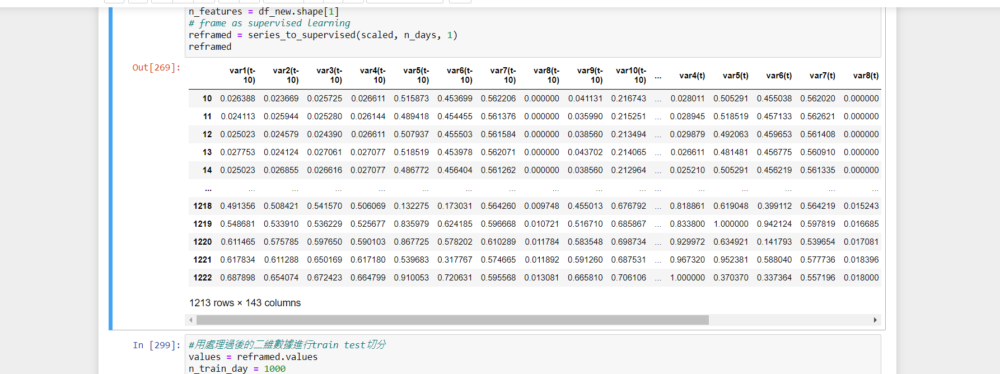 n_features = df_new.shape[1]
# frame as supervised learning
reframed = series_to_supervised(scaled, n_days, 1)
reframed
Out[269]:
var1(t-10) var2(t-10) var3(t-10) var4(t-10) var5(t-10) var6(t-10) var7(t-10) var8(t-10) var9(t-10) var10(t-10) ... var4(t) var5(t) var6(t) var7(t) var8(t)
10 0.026388 0.023669 0.025725 0.026611 0.515873 0.453699 0.562206 0.000000 0.041131 0.216743 ... 0.028011 0.505291 0.455038 0.562020 0.000000
11 0.024113 0.025944 0.025280 0.026144 0.489418 0.454455 0.561376 0.000000 0.035990 0.215251 ... 0.028945 0.518519 0.457133 0.562621 0.000000
12 0.025023 0.024579 0.024390 0.026611 0.507937 0.455503 0.561584 0.000000 0.038560 0.213494 ... 0.029879 0.492063 0.459653 0.561408 0.000000
13 0.027753 0.024124 0.027061 0.027077 0.518519 0.453978 0.562071 0.000000 0.043702 0.214065 ... 0.026611 0.481481 0.456775 0.560910 0.000000
14 0.025023 0.026855 0.026616 0.027077 0.486772 0.456404 0.561262 0.000000 0.038560 0.212964 ... 0.025210 0.505291 0.456219 0.561335 0.000000
... ... ... ... ... ... ... ... ... ... ... ... ... ... ... ... ...
1218 0.491356 0.508421 0.541570 0.506069 0.132275 0.173031 0.564260 0.009748 0.455013 0.676792 ... 0.818861 0.619048 0.399112 0.564219 0.015243
1219 0.548681 0.533910 0.536229 0.525677 0.835979 0.624185 0.596668 0.010721 0.516710 0.685867 ... 0.833800 1.000000 0.942124 0.597819 0.016685
1220 0.611465 0.575785 0.597650 0.590103 0.867725 0.578202 0.610289 0.011784 0.583548 0.698734 ... 0.929972 0.634921 0.141793 0.539654 0.017081
1221 0.617834 0.611288 0.650169 0.617180 0.539683 0.317767 0.574665 0.011892 0.591260 0.687531 ... 0.967320 0.952381 0.588040 0.577736 0.018396
1222 0.687898 0.654074 0.672423 0.664799 0.910053 0.720631 0.595568 0.013081 0.665810 0.706106 ... 1.000000 0.370370 0.337364 0.557196 0.018000
1213 rows × 143 columns
In [299]:
#用處理過後的二維數據進行train test切分
values = reframed.values
n_train_day = 1000